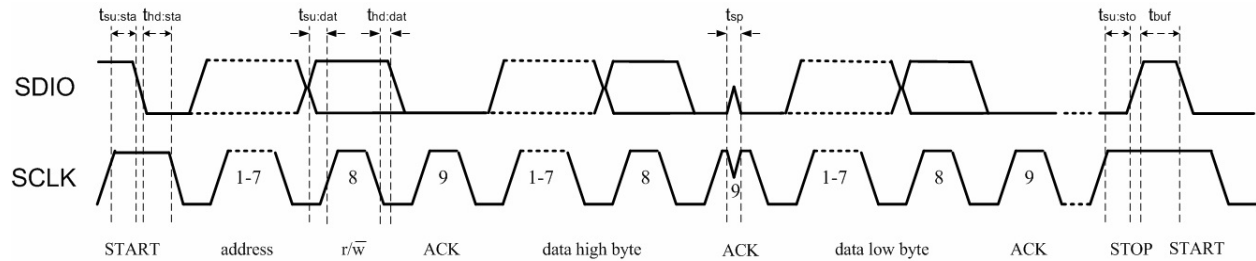 tsu:sta thd:sta tsu:dat thd:dat tsp tsu:sto tbuf
SDIO
SCLK 1-7 8 9 1-7 8 9 1-7 8 9
START address r/w̅ ACK data high byte ACK data low byte ACK STOP START